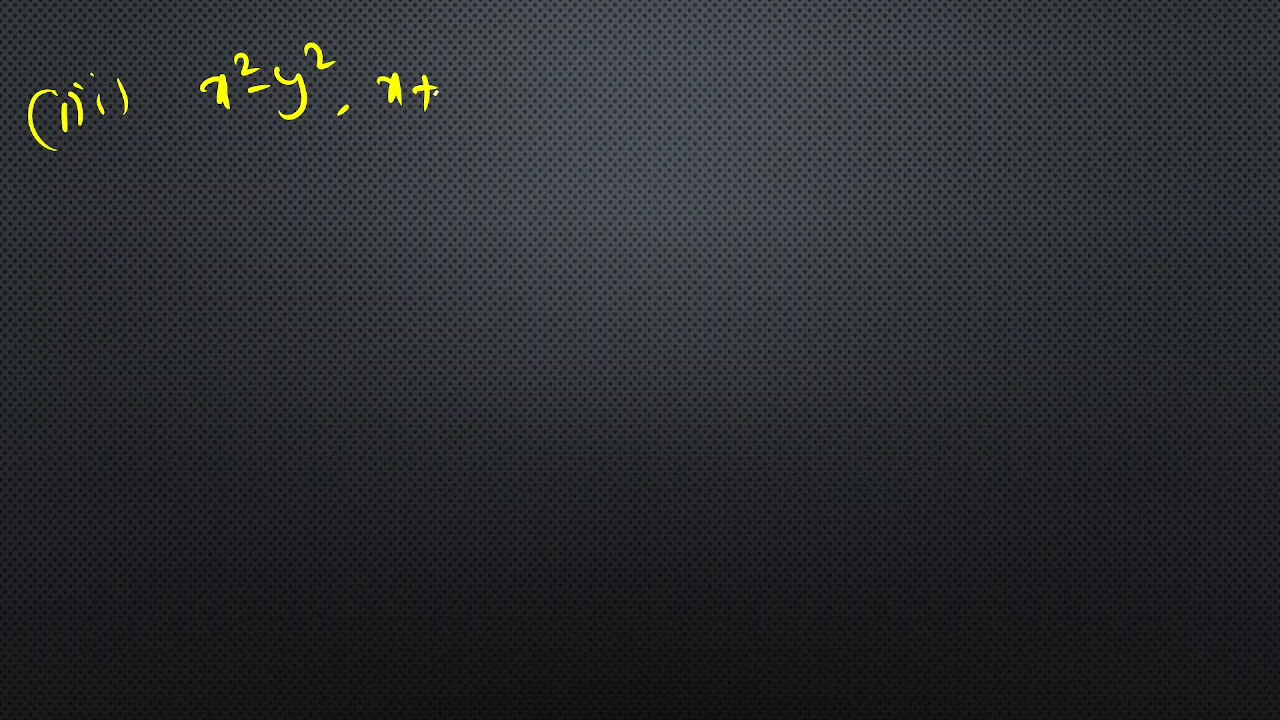 (iii) x²-y², x+